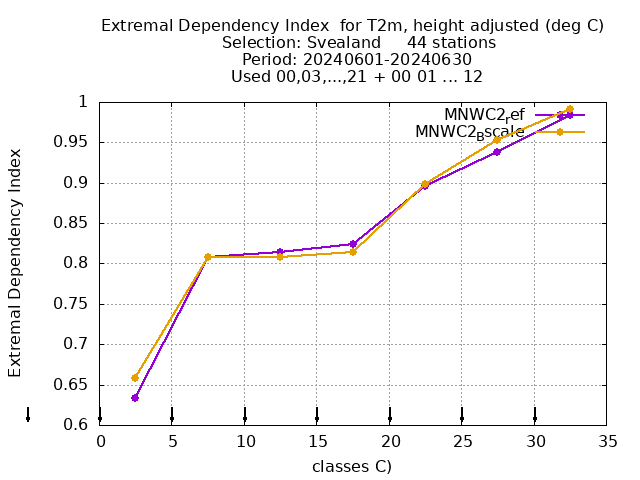 Extremal Dependency Index  for T2m, height adjusted (deg C)
Selection: Svealand     44 stations
Period: 20240601-20240630
Used 00,03,...,21 + 00 01 ... 12
Extremal Dependency Index
1
0.95
0.9
0.85
0.8
0.75
0.7
0.65
0.6
MNWC2ref
MNWC2Bscale
0 5 10 15 20 25 30 35
classes C)